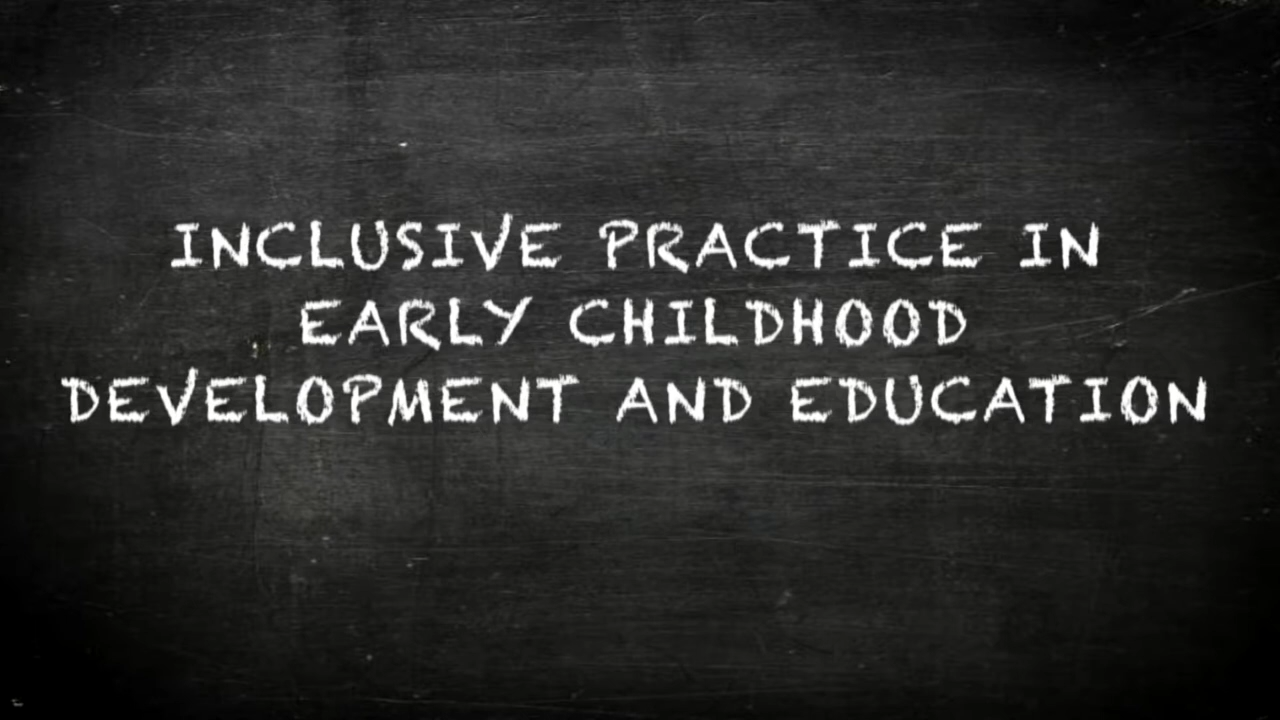 INCLUSIVE PRACTICE IN
EARLY CHILDHOOD
DEVELOPMENT AND EDUCATION